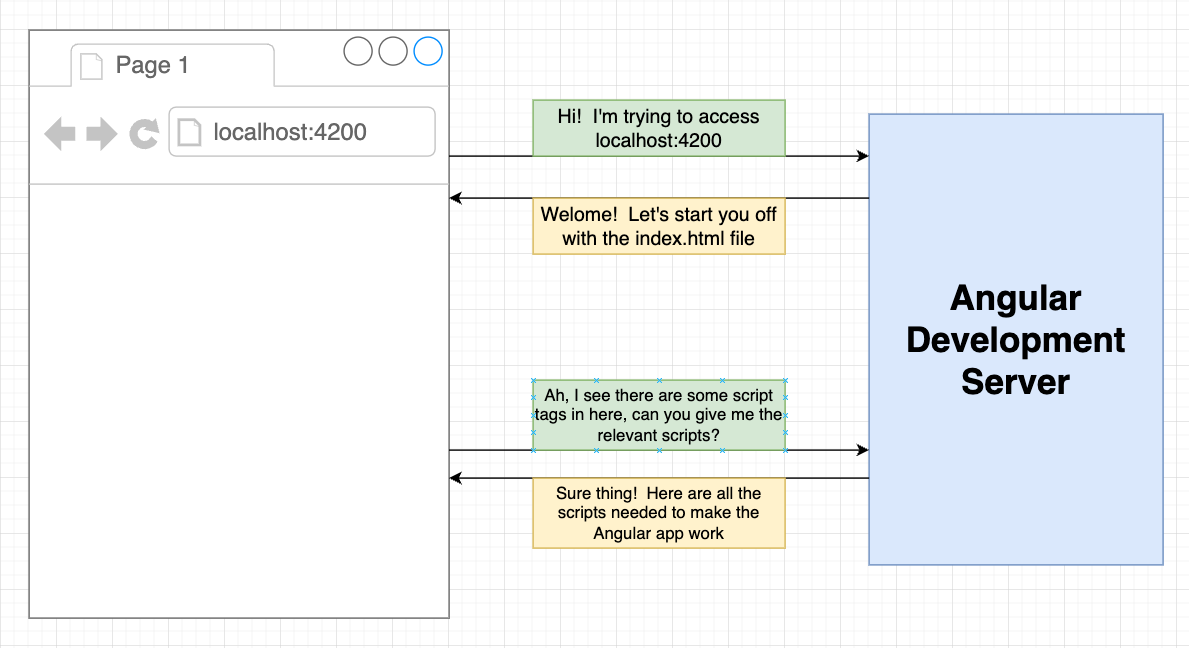 Page 1
localhost:4200
Hi!  I'm trying to access
localhost:4200
Welome!  Let's start you off
with the index.html file
Ah, I see there are some script
tags in here, can you give me the
relevant scripts?
Sure thing!  Here are all the
scripts needed to make the
Angular app work
Angular
Development
Server